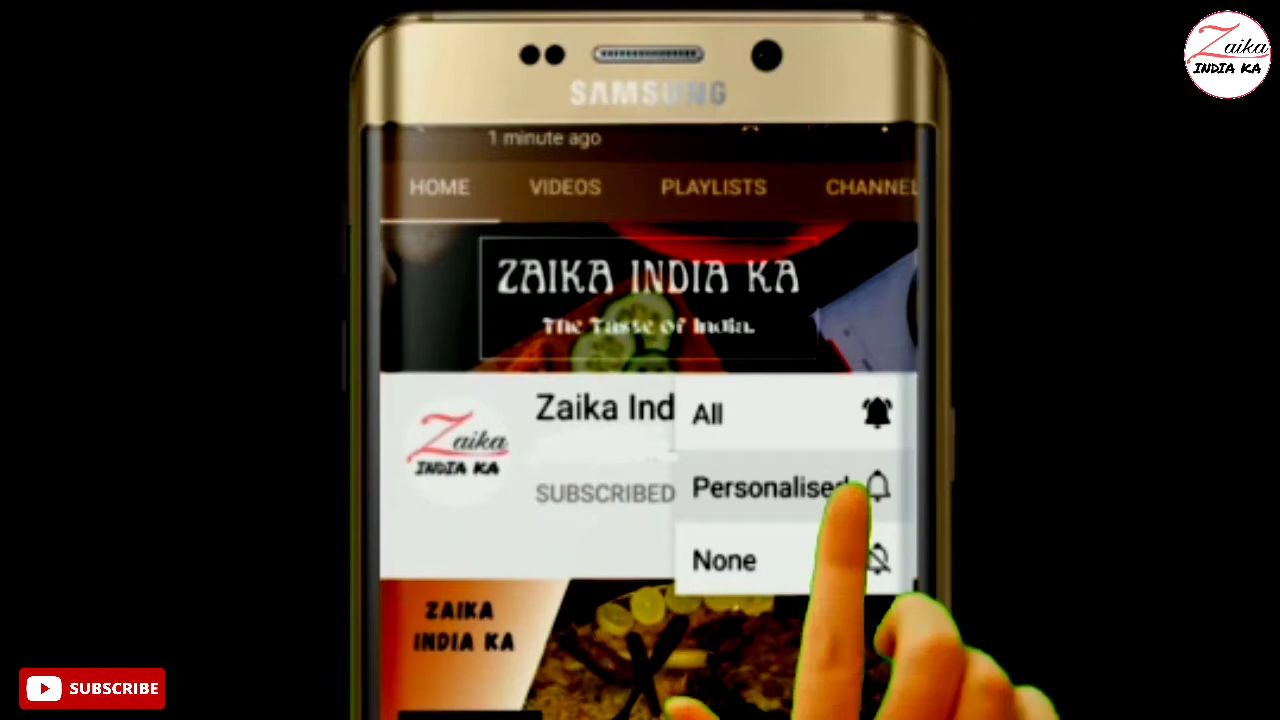 Zaika
INDIA KA
SAMSUNG
1 minute ago
HOME VIDEOS PLAYLISTS CHANNEL
ZAIKA INDIA KA
The Taste of India.
Zaika Ind
All
Zaika
INDIA KA
SUBSCRIBED
Personalised
None
ZAIKA
INDIA KA
SUBSCRIBE